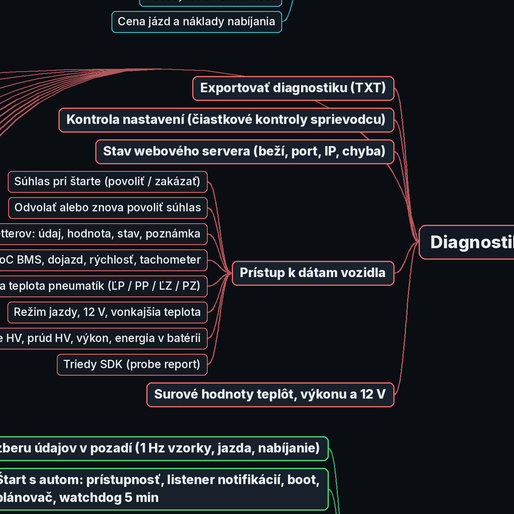 Cena jázd a náklady nabíjania
Exportovať diagnostiku (TXT)
Kontrola nastavení (čiastkové kontroly sprievodcu)
Stav webového servera (beží, port, IP, chyba)
Súhlas pri štarte (povoliť / zakázať)
Odvolať alebo znova povoliť súhlas
údaj, hodnota, stav, poznámka
BMS, dojazd, rýchlosť, tachometer
teplota pneumatík (ĽP / PP / ĽZ / PZ)
Režim jazdy, 12 V, vonkajšia teplota
HV, prúd HV, výkon, energia v batérii
Triedy SDK (probe report)
Prístup k dátam vozidla
Surové hodnoty teplôt, výkonu a 12 V
údajov v pozadí (1 Hz vzorky, jazda, nabíjanie)
Štart s autom: prístupnosť, listener notifikácií, boot,
plánovač, watchdog 5 min